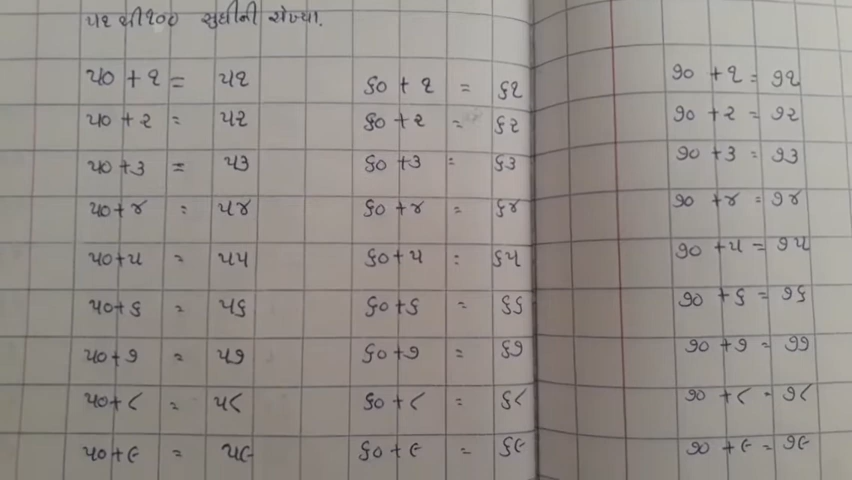 ૫૧ થી ૧૦૦ સુધીની સંખ્યા.
૫૦ + ૧ = ૫૧ ૬૦ + ૧ = ૬૧ ૭૦ + ૧ = ૭૧
૫૦ + ૨ = ૫૨ ૬૦ + ૨ = ૬૨ ૭૦ + ૨ = ૭૨
૫૦ + ૩ = ૫૩ ૬૦ + ૩ = ૬૩ ૭૦ + ૩ = ૭૩
૫૦ + ૪ = ૫૪ ૬૦ + ૪ = ૬૪ ૭૦ + ૪ = ૭૪
૫૦ + ૫ = ૫૫ ૬૦ + ૫ = ૬૫ ૭૦ + ૫ = ૭૫
૫૦ + ૬ = ૫૬ ૬૦ + ૬ = ૬૬ ૭૦ + ૬ = ૭૬
૫૦ + ૭ = ૫૭ ૬૦ + ૭ = ૬૭ ૭૦ + ૭ = ૭૭
૫૦ + ૮ = ૫૮ ૬૦ + ૮ = ૬૮ ૭૦ + ૮ = ૭૮
૫૦ + ૯ = ૫૯ ૬૦ + ૯ = ૬૯ ૭૦ + ૯ = ૭૯